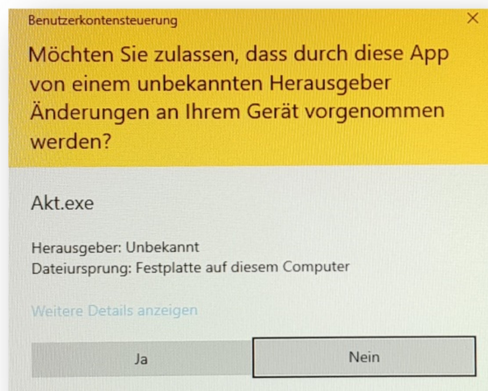 Benutzerkontensteuerung
Möchten Sie zulassen, dass durch diese App
von einem unbekannten Herausgeber
Änderungen an Ihrem Gerät vorgenommen
werden?
Akt.exe
Herausgeber: Unbekannt
Dateiursprung: Festplatte auf diesem Computer
Weitere Details anzeigen
Ja
Nein